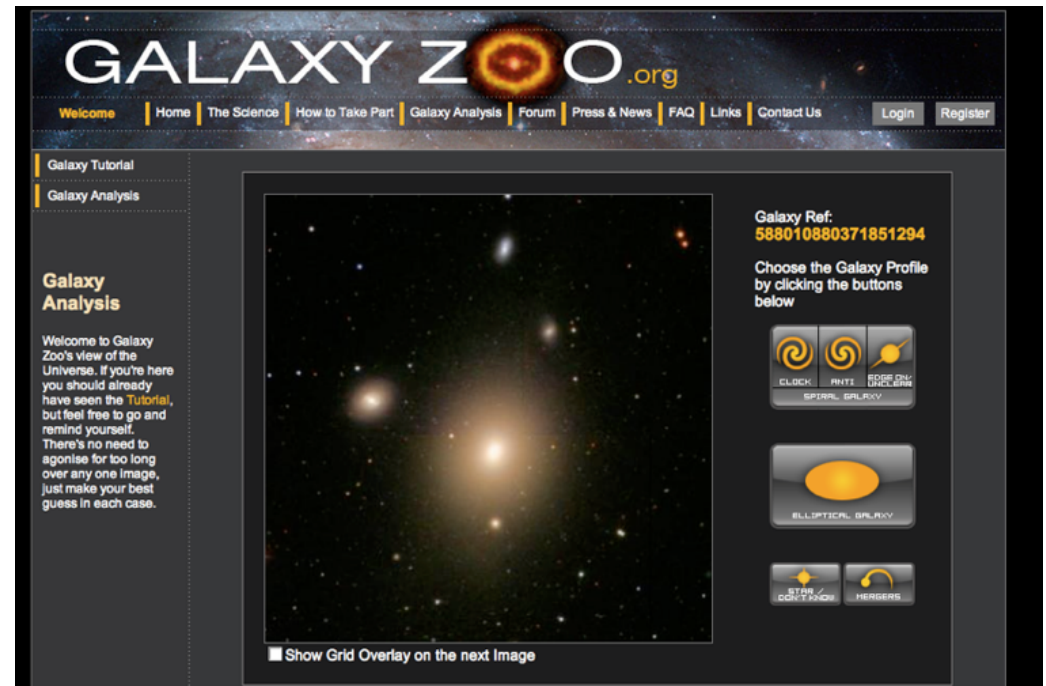 GALAXY ZOO.org
Welcome Home The Science How to Take Part Galaxy Analysis Forum Press & News FAQ Links Contact Us Login Register
Galaxy Tutorial
Galaxy Analysis
Galaxy
Analysis
Welcome to Galaxy
Zoo's view of the
Universe. If you're here
you should already
have seen the Tutorial,
but feel free to go and
remind yourself.
There's no need to
agonise for too long
over any one image,
just make your best
guess in each case.
Galaxy Ref:
588010880371851294
Choose the Galaxy Profile
by clicking the buttons
below
CLOCK ANTI EDGE ON/
UNCLEAR
SPIRAL GALAXY
ELLIPTICAL GALAXY
STAR /
DON'T KNOW
MERGERS
Show Grid Overlay on the next Image